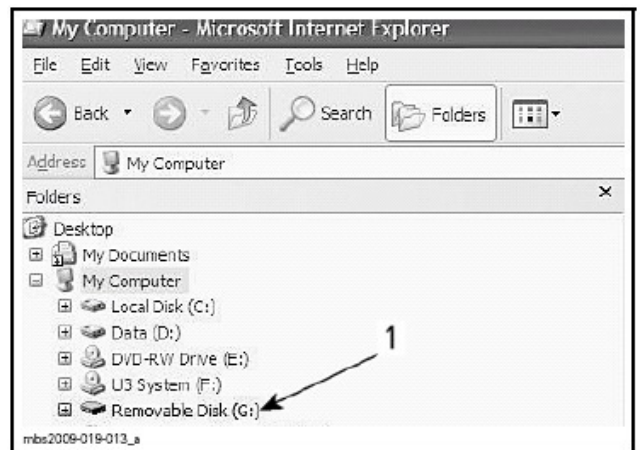 My Computer - Microsoft Internet Explorer
File Edit View Favorites Tools Help
Back Search Folders
Address My Computer
Folders ×
Desktop
My Documents
My Computer
Local Disk (C:)
Data (D:)
DVD-RW Drive (E:)
U3 System (F:)
Removable Disk (G:)
1
mbs2009-019-013_a